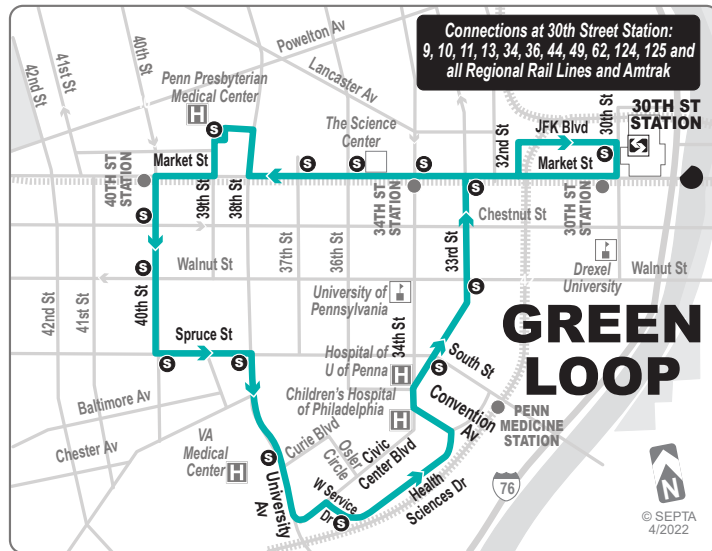 Connections at 30th Street Station:
9, 10, 11, 13, 34, 36, 44, 49, 62, 124, 125 and
all Regional Rail Lines and Amtrak
42nd St
41st St
40th St
Powelton Av
Lancaster Av
Penn Presbyterian
Medical Center
H
The Science
Center
32nd St
JFK Blvd
30th St
30TH ST
STATION
S
Market St
Market St
40TH ST
STATION
39th St
38th St
34TH ST
STATION
30TH ST
STATION
Chestnut St
37th St
36th St
33rd St
Walnut St
Walnut St
Drexel
University
42nd St
41st St
40th St
University of
Pennsylvania
34th St
GREEN
LOOP
Spruce St
Hospital of
U of Penna
H
South St
Children's Hospital
of Philadelphia
H
Convention
Av
PENN
MEDICINE
STATION
Baltimore Av
Chester Av
VA
Medical
Center
H
Curie Blvd
Osler
Circle
Civic
Center Blvd
University
Av
W Service
Dr
Health
Sciences Dr
76
N
© SEPTA
4/2022
S
S
S
S
S
S
S
S
S
S
S
S
S
S